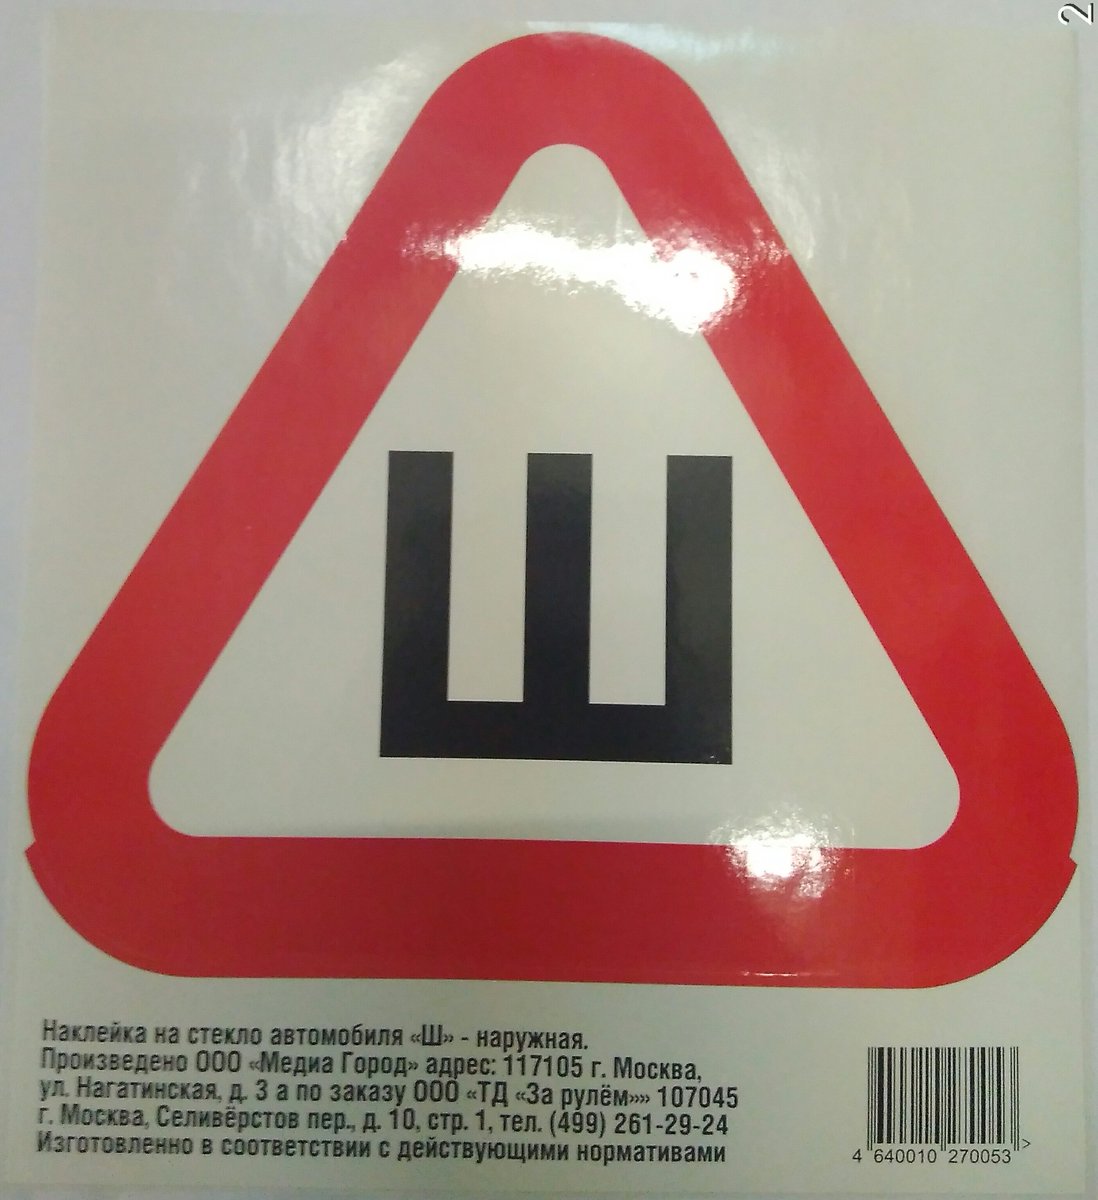 2
Ш
Наклейка на стекло автомобиля «Ш» - наружная.
Произведено ООО «Медиа Город» адрес: 117105 г. Москва,
ул. Нагатинская, д. 3 а по заказу ООО «ТД «За рулём»» 107045
г. Москва, Селивёрстов пер., д. 10, стр. 1, тел. (499) 261-29-24
Изготовленно в соответствии с действующими нормативами
4 640010 270053 >